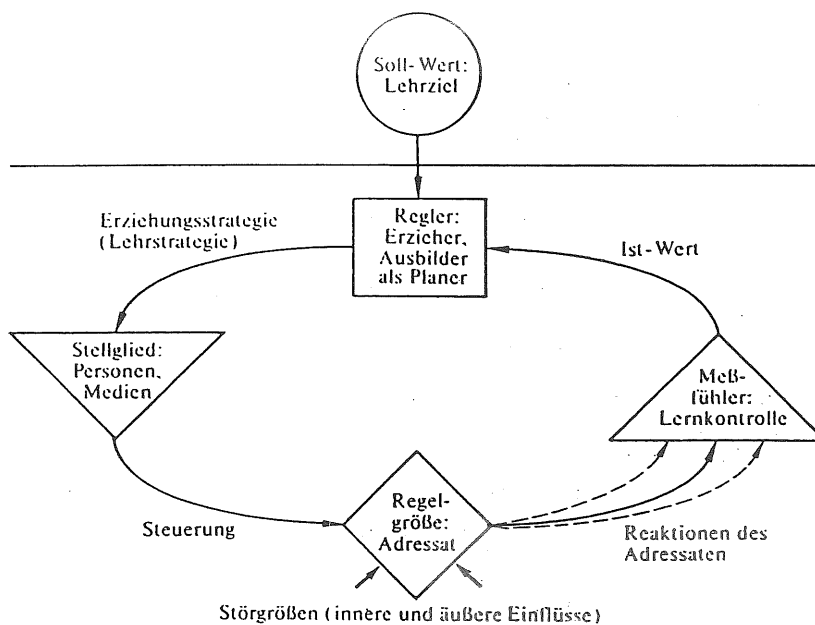 Soll-Wert:
Lehrziel
Erziehungsstrategie
(Lehrstrategie)
Regler:
Erzieher,
Ausbilder
als Planer
Ist-Wert
Stellglied:
Personen,
Medien
Meß-
fühler:
Lernkontrolle
Steuerung
Regel-
größe:
Adressat
Reaktionen des
Adressaten
Störgrößen (innere und äußere Einflüsse)